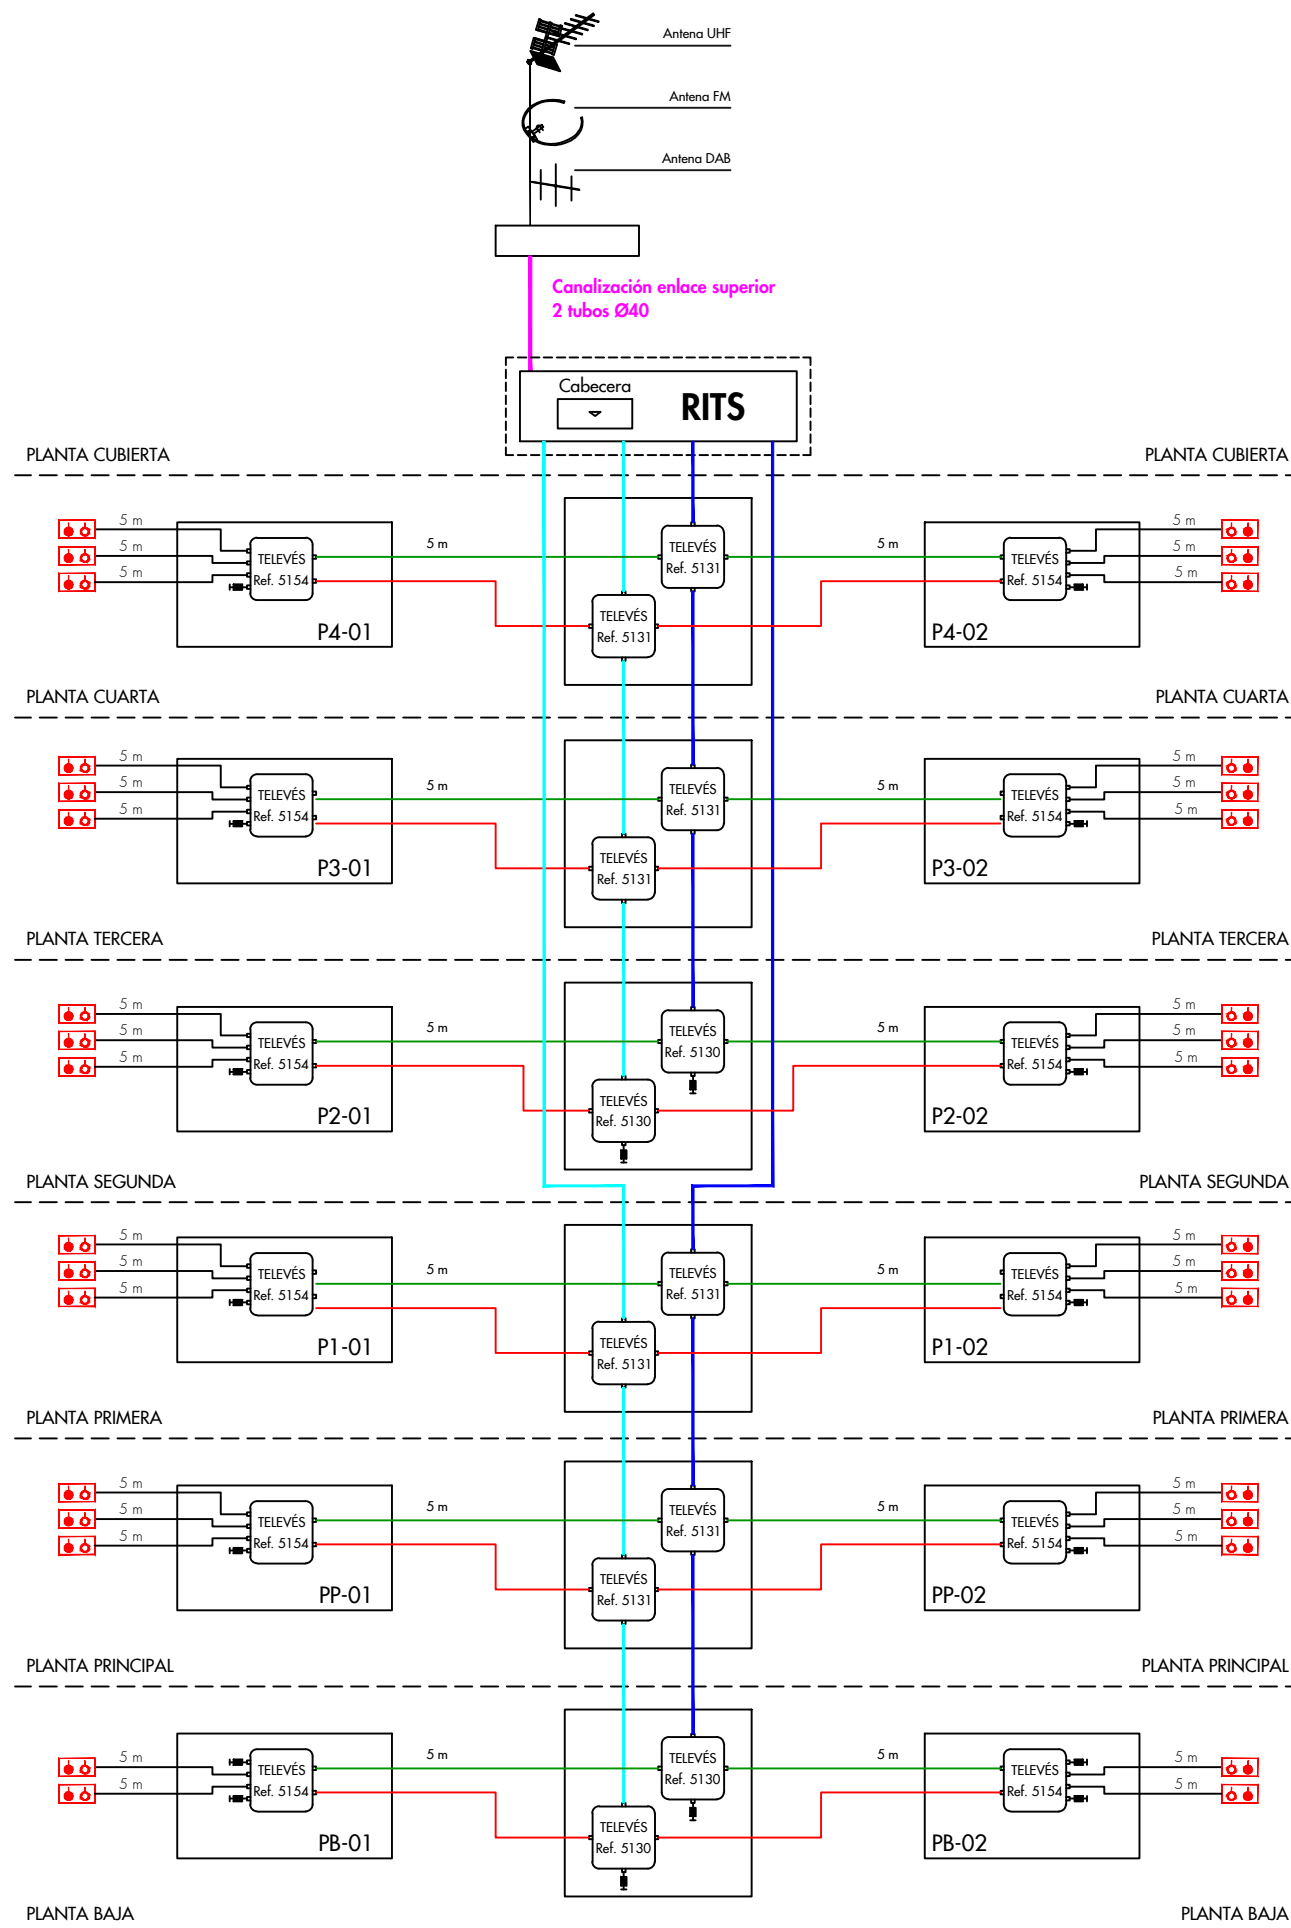 Antena UHF
Antena FM
Antena DAB
Canalización enlace superior
2 tubos Ø40
Cabecera
RITS
PLANTA CUBIERTA
PLANTA CUBIERTA
5 m
5 m
5 m
TELEVÉS
Ref. 5154
P4-01
5 m
TELEVÉS
Ref. 5131
TELEVÉS
Ref. 5131
5 m
TELEVÉS
Ref. 5154
P4-02
5 m
5 m
5 m
PLANTA CUARTA
PLANTA CUARTA
5 m
5 m
5 m
TELEVÉS
Ref. 5154
P3-01
5 m
TELEVÉS
Ref. 5131
TELEVÉS
Ref. 5131
5 m
TELEVÉS
Ref. 5154
P3-02
5 m
5 m
5 m
PLANTA TERCERA
PLANTA TERCERA
5 m
5 m
5 m
TELEVÉS
Ref. 5154
P2-01
5 m
TELEVÉS
Ref. 5130
TELEVÉS
Ref. 5130
5 m
TELEVÉS
Ref. 5154
P2-02
5 m
5 m
5 m
PLANTA SEGUNDA
PLANTA SEGUNDA
5 m
5 m
5 m
TELEVÉS
Ref. 5154
P1-01
5 m
TELEVÉS
Ref. 5131
TELEVÉS
Ref. 5131
5 m
TELEVÉS
Ref. 5154
P1-02
5 m
5 m
5 m
PLANTA PRIMERA
PLANTA PRIMERA
5 m
5 m
5 m
TELEVÉS
Ref. 5154
PP-01
5 m
TELEVÉS
Ref. 5131
TELEVÉS
Ref. 5131
5 m
TELEVÉS
Ref. 5154
PP-02
5 m
5 m
5 m
PLANTA PRINCIPAL
PLANTA PRINCIPAL
5 m
5 m
TELEVÉS
Ref. 5154
PB-01
5 m
TELEVÉS
Ref. 5130
TELEVÉS
Ref. 5130
5 m
TELEVÉS
Ref. 5154
PB-02
5 m
5 m
PLANTA BAJA
PLANTA BAJA